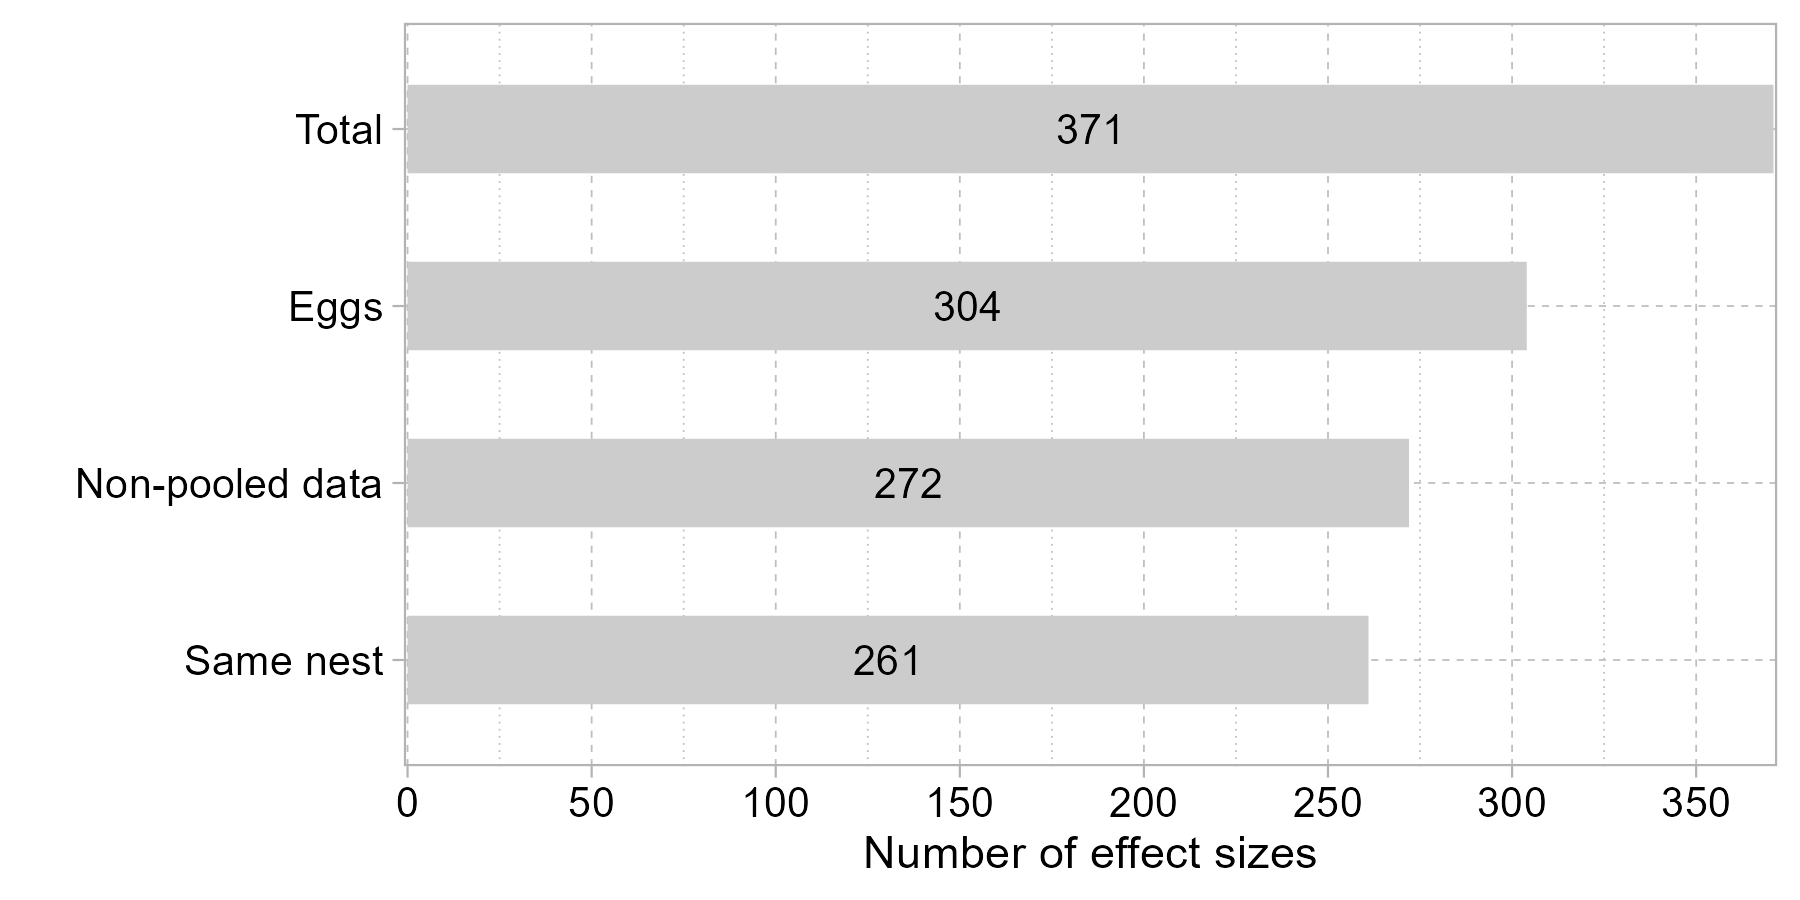 Total
371
Eggs
304
Non-pooled data
272
Same nest
261
0 50 100 150 200 250 300 350
Number of effect sizes